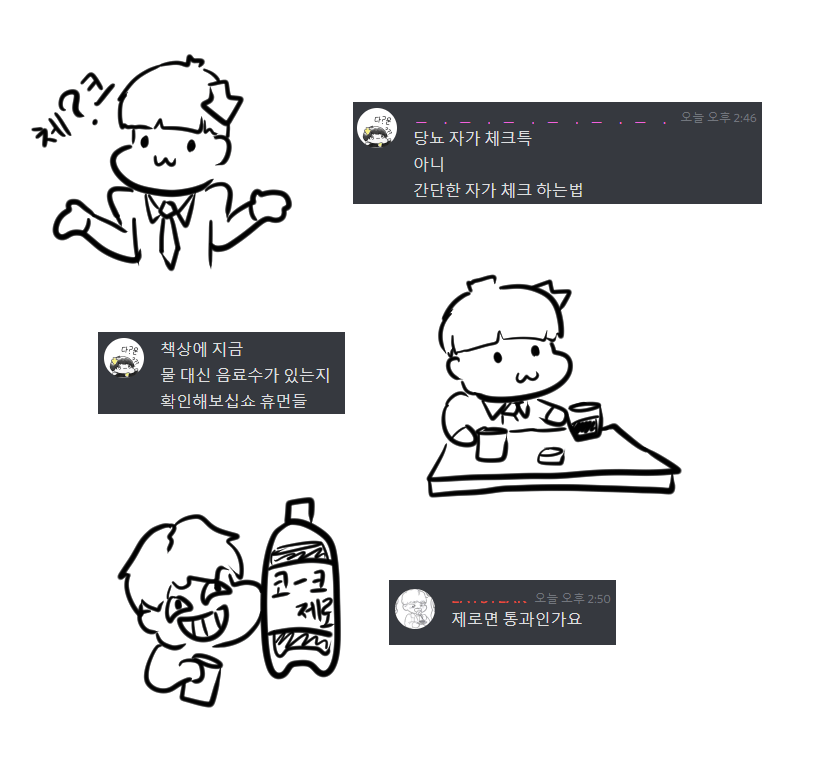 체?크
오늘 오후 2:46
당뇨 자가 체크특
아니
간단한 자가 체크 하는법
책상에 지금
물 대신 음료수가 있는지
확인해보십쇼 휴먼들
코-크
제로
오늘 오후 2:50
제로면 통과인가요